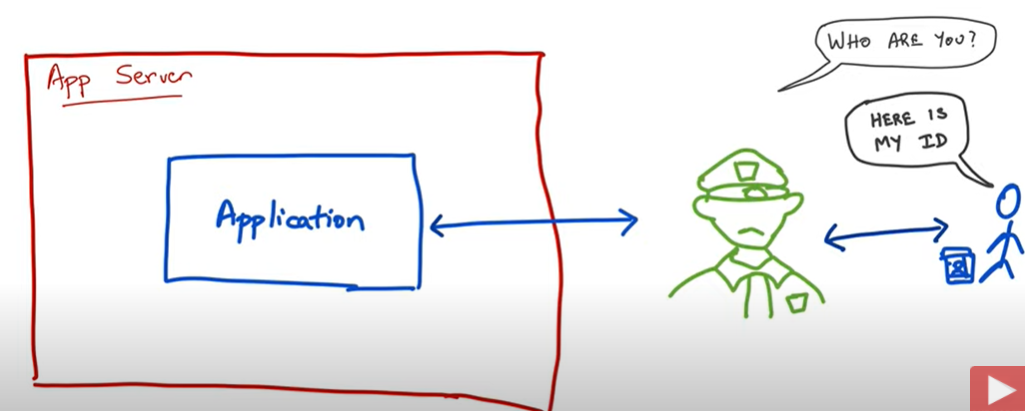 App Server
Application
WHO ARE YOU?
HERE IS
MY ID